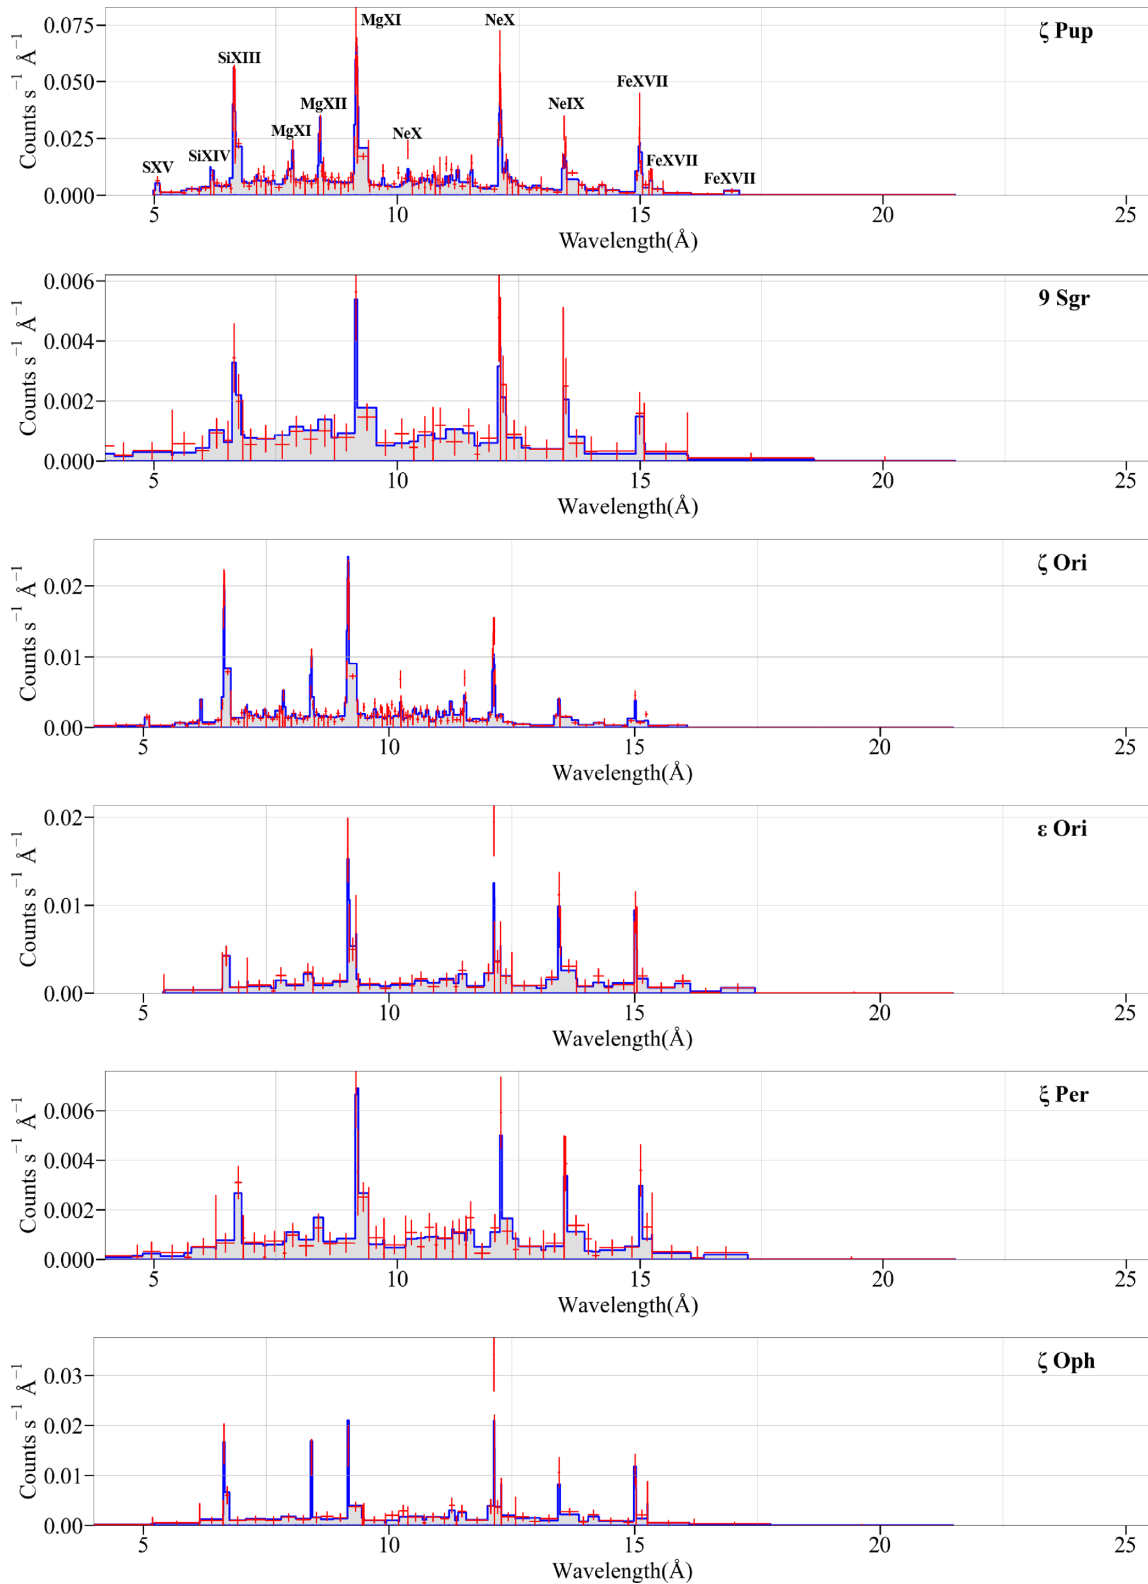 ζ Pup
MgXI
NeX
SiXIII
FeXVII
MgXII
NeIX
MgXI
NeX
SiXIV
SXV
FeXVII
FeXVII
0.075
0.050
0.025
0.000
Counts s⁻¹ Å⁻¹
5 10 15 20 25
Wavelength(Å)
9 Sgr
0.006
0.004
0.002
0.000
Counts s⁻¹ Å⁻¹
5 10 15 20 25
Wavelength(Å)
ζ Ori
0.02
0.01
0.00
Counts s⁻¹ Å⁻¹
5 10 15 20 25
Wavelength(Å)
ε Ori
0.02
0.01
0.00
Counts s⁻¹ Å⁻¹
5 10 15 20 25
Wavelength(Å)
ξ Per
0.006
0.004
0.002
0.000
Counts s⁻¹ Å⁻¹
5 10 15 20 25
Wavelength(Å)
ζ Oph
0.03
0.02
0.01
0.00
Counts s⁻¹ Å⁻¹
5 10 15 20 25
Wavelength(Å)